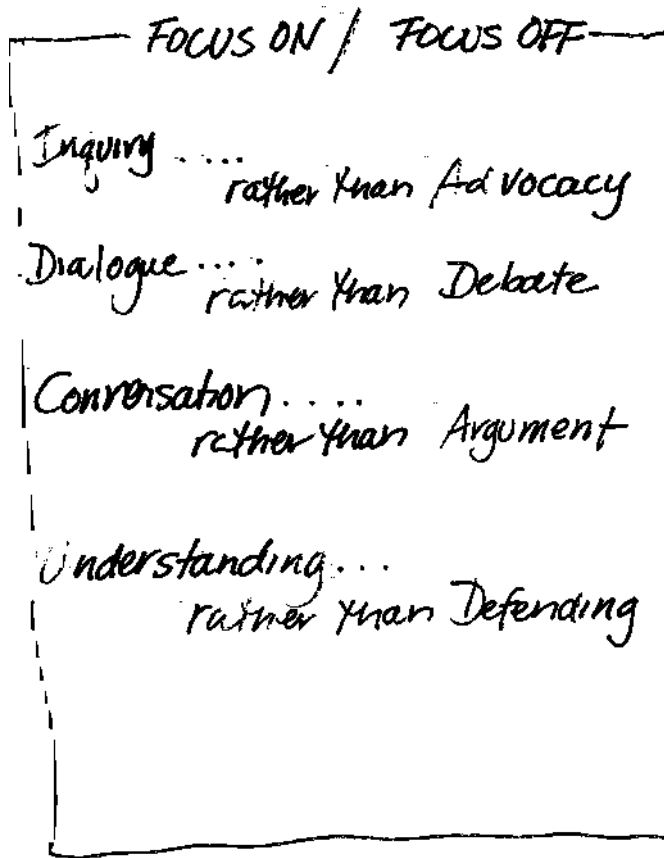 FOCUS ON / FOCUS OFF
Inquiry ....
rather than Advocacy
Dialogue ....
rather than Debate
Conversation ....
rather than Argument
Understanding ...
rather than Defending